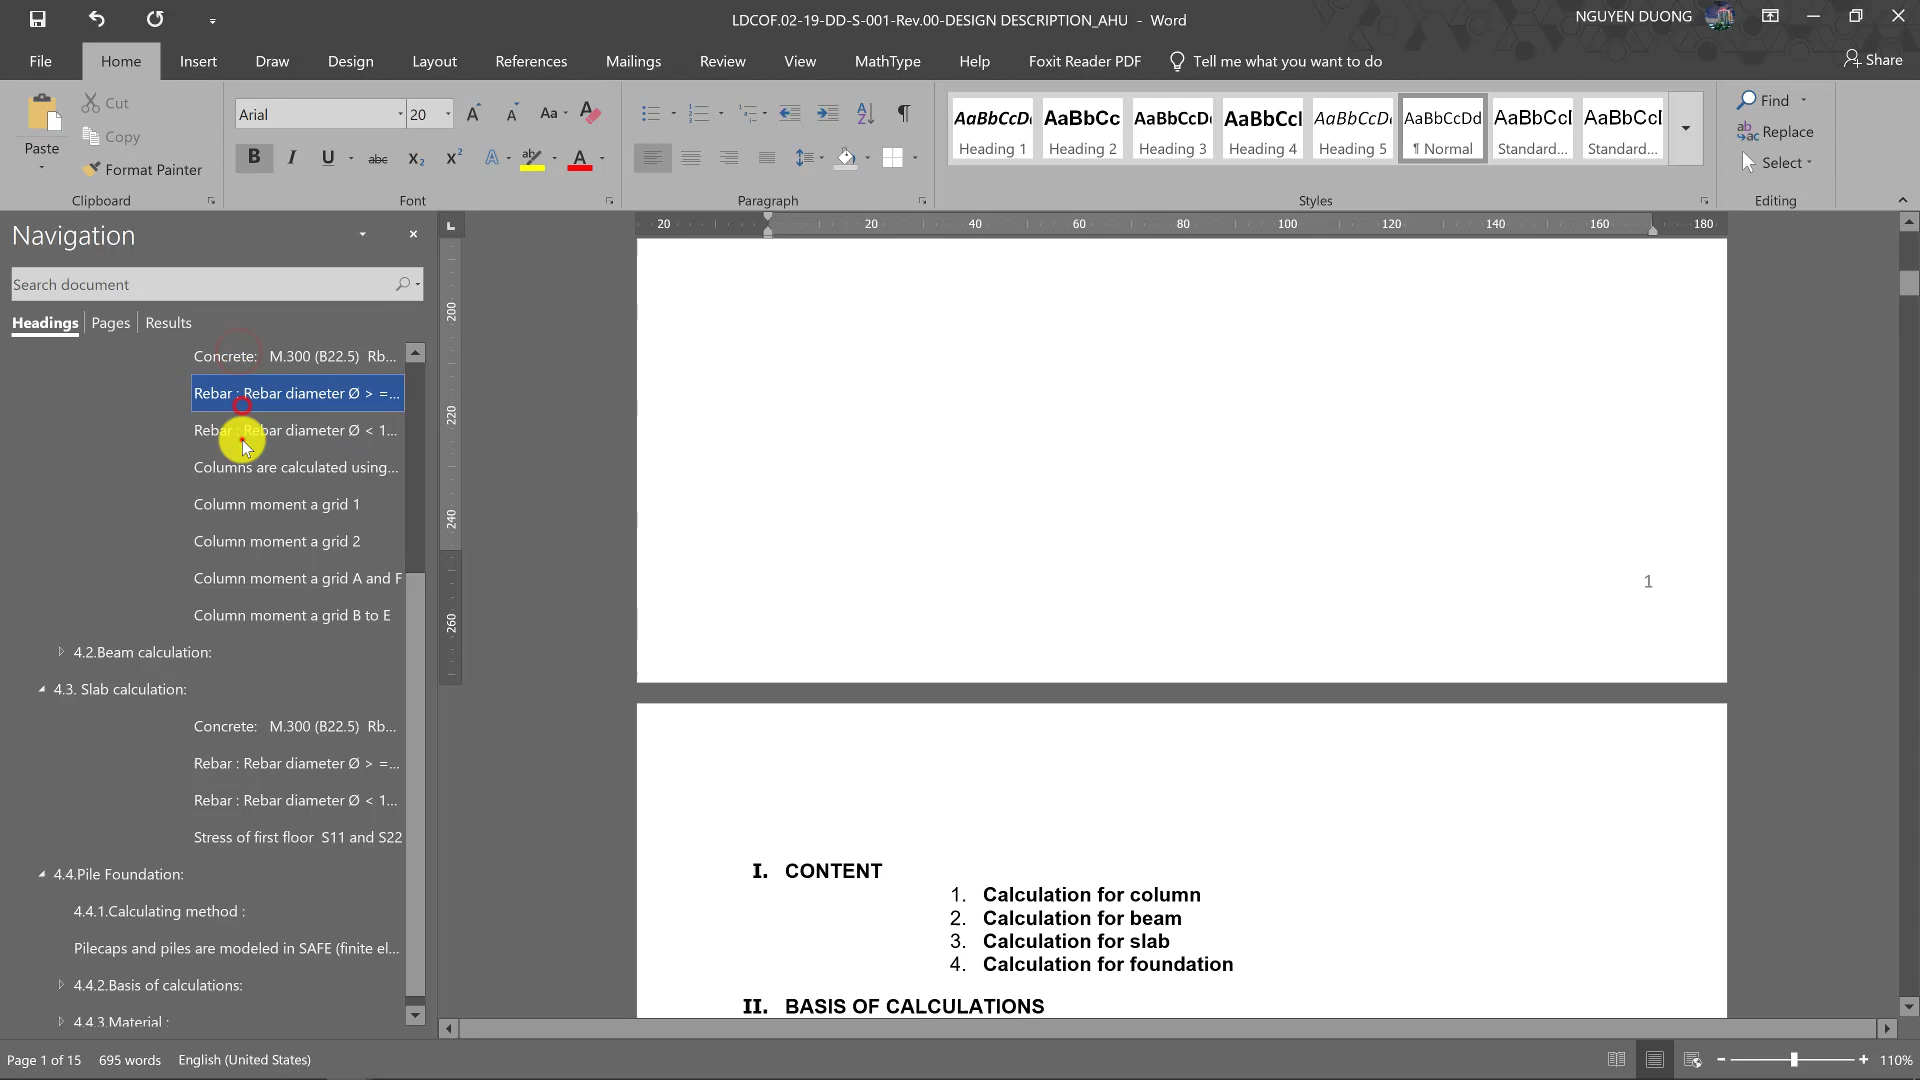 LDCOF.02-19-DD-S-001-Rev.00-DESIGN DESCRIPTION_AHU - Word
NGUYEN DUONG
File Home Insert Draw Design Layout References Mailings Review View MathType Help Foxit Reader PDF Tell me what you want to do Share
Paste
Cut
Copy
Format Painter
Clipboard
Arial 20
Aa
B I U abc X₂ X² A ab A
Font
Paragraph
AaBbCcD AaBbCc AaBbCcD AaBbCcI AaBbCcD AaBbCcDd AaBbCcI AaBbCcI
Heading 1 Heading 2 Heading 3 Heading 4 Heading 5 ¶ Normal Standard... Standard...
Styles
Find
Replace
Select
Editing
Navigation
Search document
Headings Pages Results
Concrete: M.300 (B22.5) Rb...
Rebar : Rebar diameter Ø > =...
Rebar : Rebar diameter Ø < 1...
Columns are calculated using...
Column moment a grid 1
Column moment a grid 2
Column moment a grid A and F
Column moment a grid B to E
4.2.Beam calculation:
4.3. Slab calculation:
Concrete: M.300 (B22.5) Rb...
Rebar : Rebar diameter Ø > =...
Rebar : Rebar diameter Ø < 1...
Stress of first floor S11 and S22
4.4.Pile Foundation:
4.4.1.Calculating method :
Pilecaps and piles are modeled in SAFE (finite el...
4.4.2.Basis of calculations:
4.4.3.Material :
L
20 20 40 60 80 100 120 140 160 180
200
220
240
260
1
I. CONTENT
1. Calculation for column
2. Calculation for beam
3. Calculation for slab
4. Calculation for foundation
II. BASIS OF CALCULATIONS
Page 1 of 15 695 words English (United States)
110%